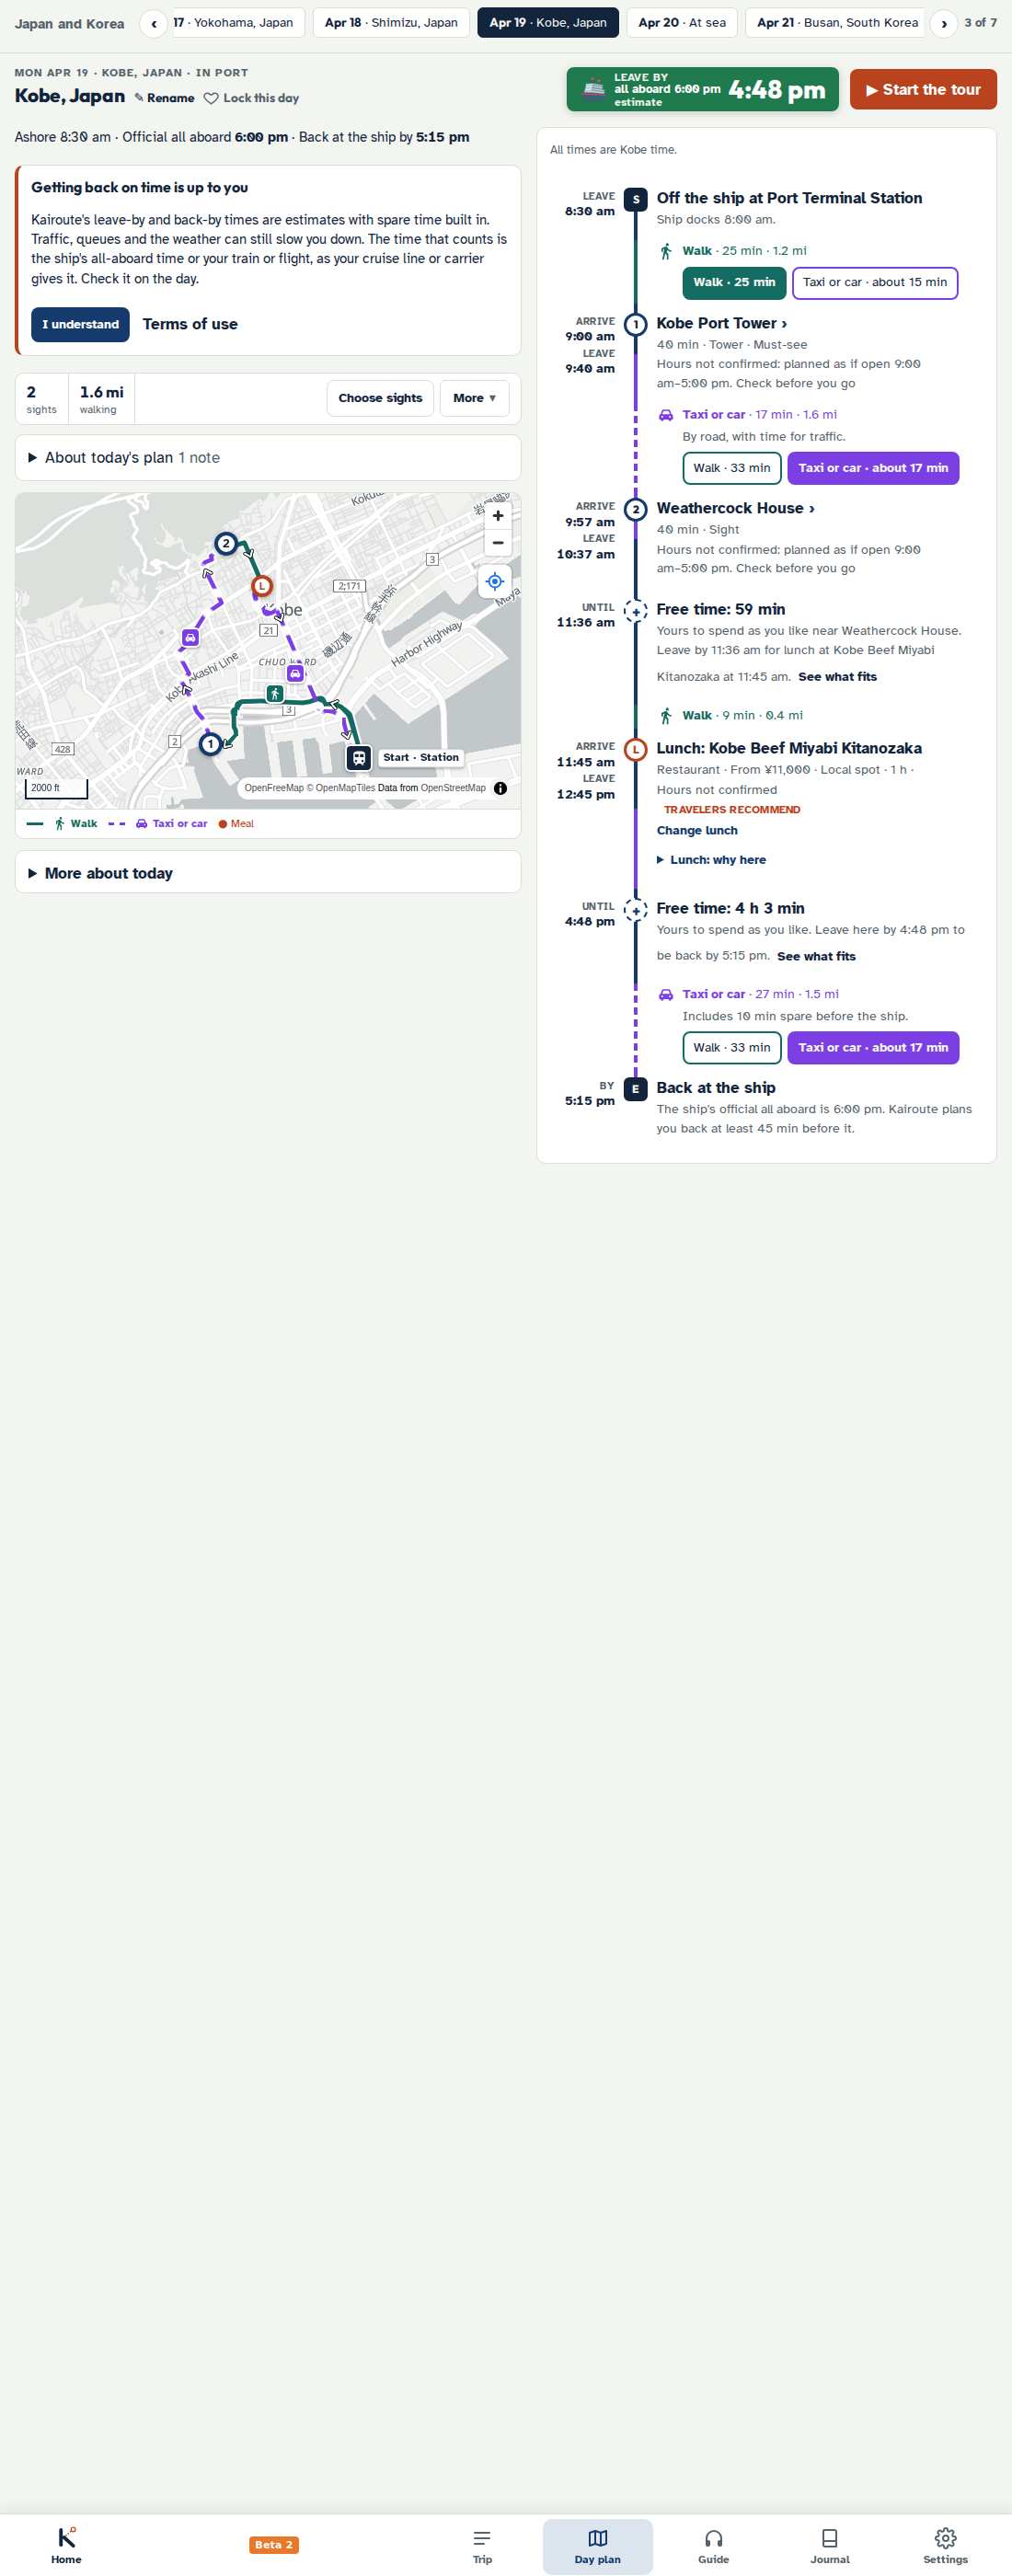 Japan and Korea
‹
17 · Yokohama, Japan
Apr 18 · Shimizu, Japan
Apr 19 · Kobe, Japan
Apr 20 · At sea
Apr 21 · Busan, South Korea
›
3 of 7
MON APR 19 · KOBE, JAPAN · IN PORT
Kobe, Japan
✎ Rename
Lock this day
LEAVE BY
all aboard 6:00 pm
estimate
4:48 pm
▶ Start the tour
Ashore 8:30 am · Official all aboard 6:00 pm · Back at the ship by 5:15 pm
Getting back on time is up to you
Kairoute's leave-by and back-by times are estimates with spare time built in.
Traffic, queues and the weather can still slow you down. The time that counts is
the ship's all-aboard time or your train or flight, as your cruise line or carrier
gives it. Check it on the day.
I understand
Terms of use
2
sights
1.6 mi
walking
Choose sights
More ▼
▶ About today's plan 1 note
+
−
2
L
3
2;171
21
CHUO
Harbor Highway
磯辺通
3
2
428
WARD
1
Start · Station
2000 ft
OpenFreeMap © OpenMapTiles Data from OpenStreetMap
Walk
Taxi or car
Meal
▶ More about today
All times are Kobe time.
LEAVE
8:30 am
S
Off the ship at Port Terminal Station
Ship docks 8:00 am.
Walk · 25 min · 1.2 mi
Walk · 25 min
Taxi or car · about 15 min
ARRIVE
9:00 am
LEAVE
9:40 am
1
Kobe Port Tower ›
40 min · Tower · Must-see
Hours not confirmed: planned as if open 9:00
am–5:00 pm. Check before you go
Taxi or car · 17 min · 1.6 mi
By road, with time for traffic.
Walk · 33 min
Taxi or car · about 17 min
ARRIVE
9:57 am
LEAVE
10:37 am
2
Weathercock House ›
40 min · Sight
Hours not confirmed: planned as if open 9:00
am–5:00 pm. Check before you go
UNTIL
11:36 am
+
Free time: 59 min
Yours to spend as you like near Weathercock House.
Leave by 11:36 am for lunch at Kobe Beef Miyabi
Kitanozaka at 11:45 am. See what fits
Walk · 9 min · 0.4 mi
ARRIVE
11:45 am
LEAVE
12:45 pm
L
Lunch: Kobe Beef Miyabi Kitanozaka
Restaurant · From ¥11,000 · Local spot · 1 h ·
Hours not confirmed
TRAVELERS RECOMMEND
Change lunch
▶ Lunch: why here
UNTIL
4:48 pm
+
Free time: 4 h 3 min
Yours to spend as you like. Leave here by 4:48 pm to
be back by 5:15 pm. See what fits
Taxi or car · 27 min · 1.5 mi
Includes 10 min spare before the ship.
Walk · 33 min
Taxi or car · about 17 min
BY
5:15 pm
E
Back at the ship
The ship's official all aboard is 6:00 pm. Kairoute plans
you back at least 45 min before it.
Home
Beta 2
Trip
Day plan
Guide
Journal
Settings